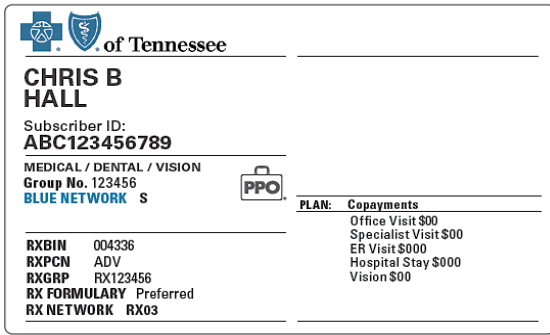 of Tennessee
CHRIS B
HALL
Subscriber ID:
ABC123456789
MEDICAL / DENTAL / VISION
Group No. 123456
BLUE NETWORK S
PPO
RXBIN 004336
RXPCN ADV
RXGRP RX123456
RX FORMULARY Preferred
RX NETWORK RX03
PLAN: Copayments
Office Visit $00
Specialist Visit $00
ER Visit $000
Hospital Stay $000
Vision $00